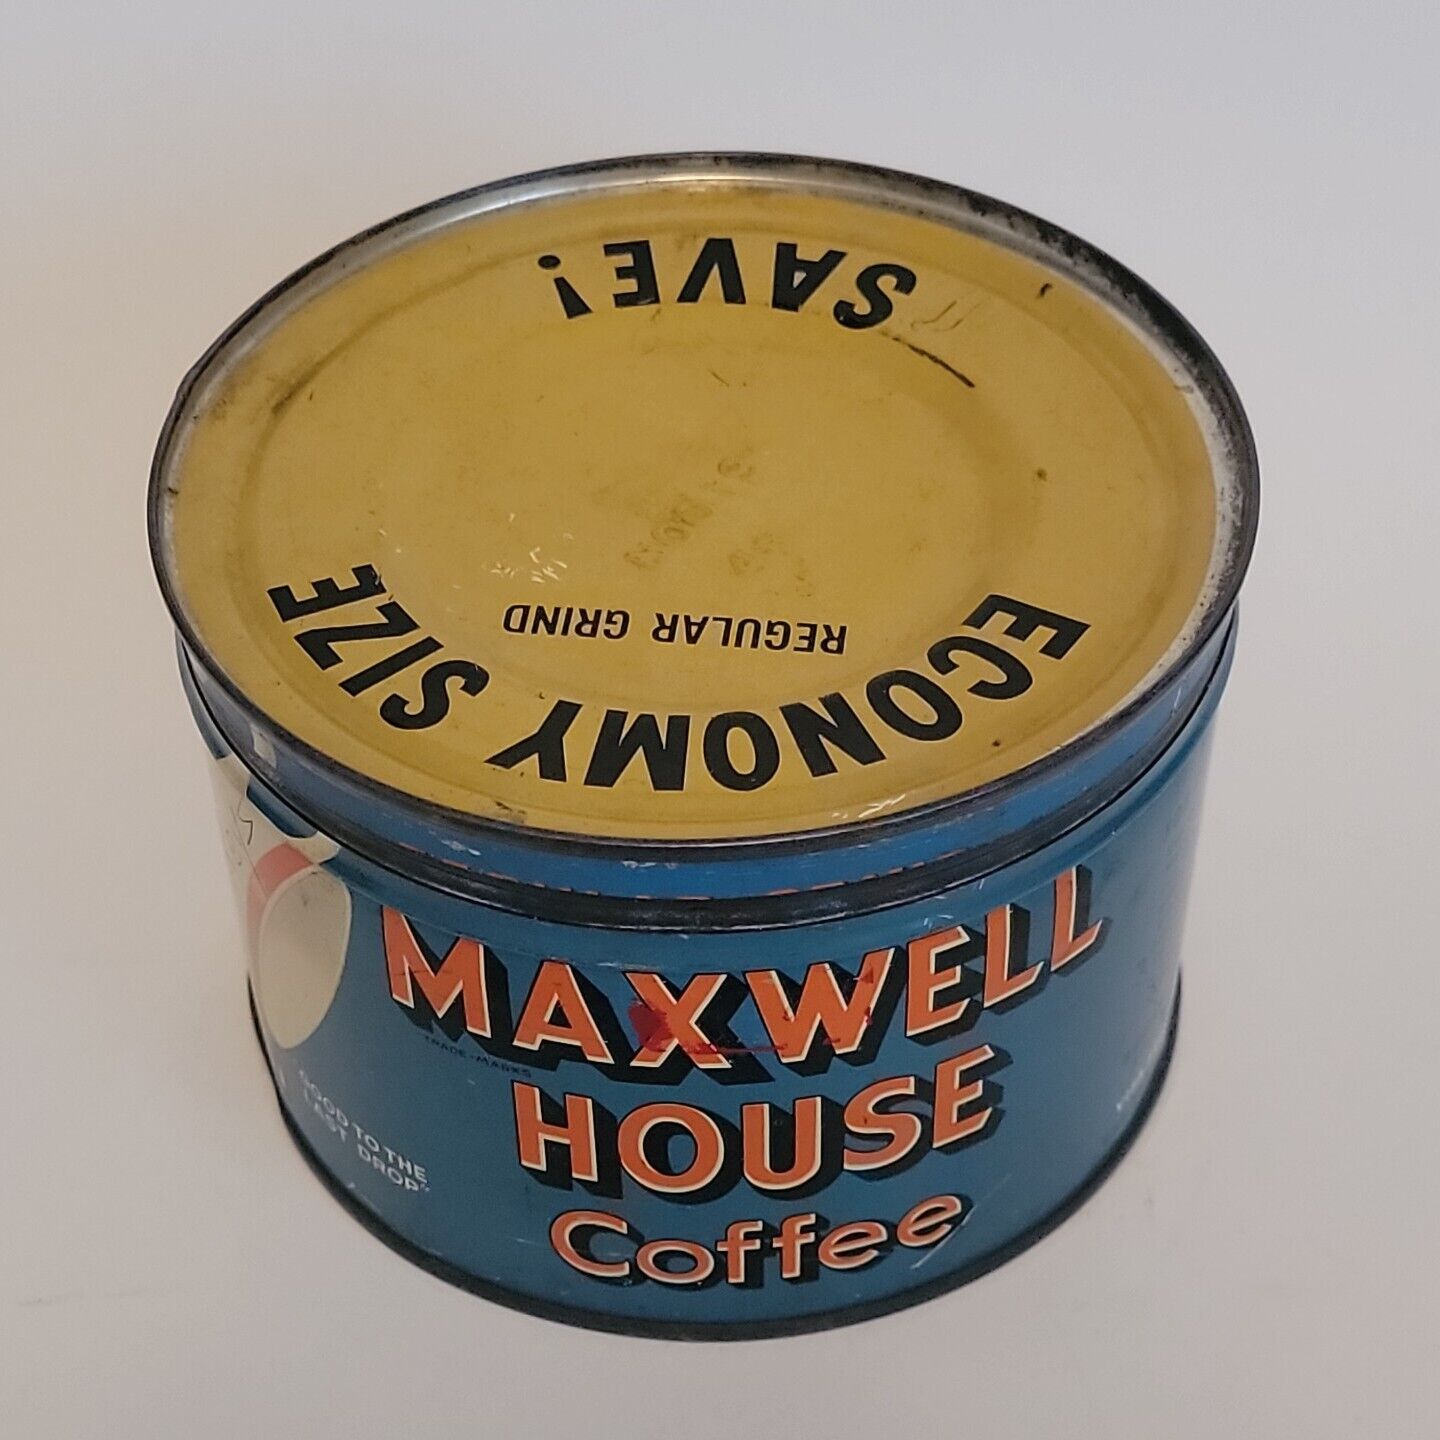 SAVE!
REGULAR GRIND
ECONOMY SIZE
MAXWELL
TRADE-MARKS
HOUSE
Coffee
GOOD TO THE
LAST DROP"